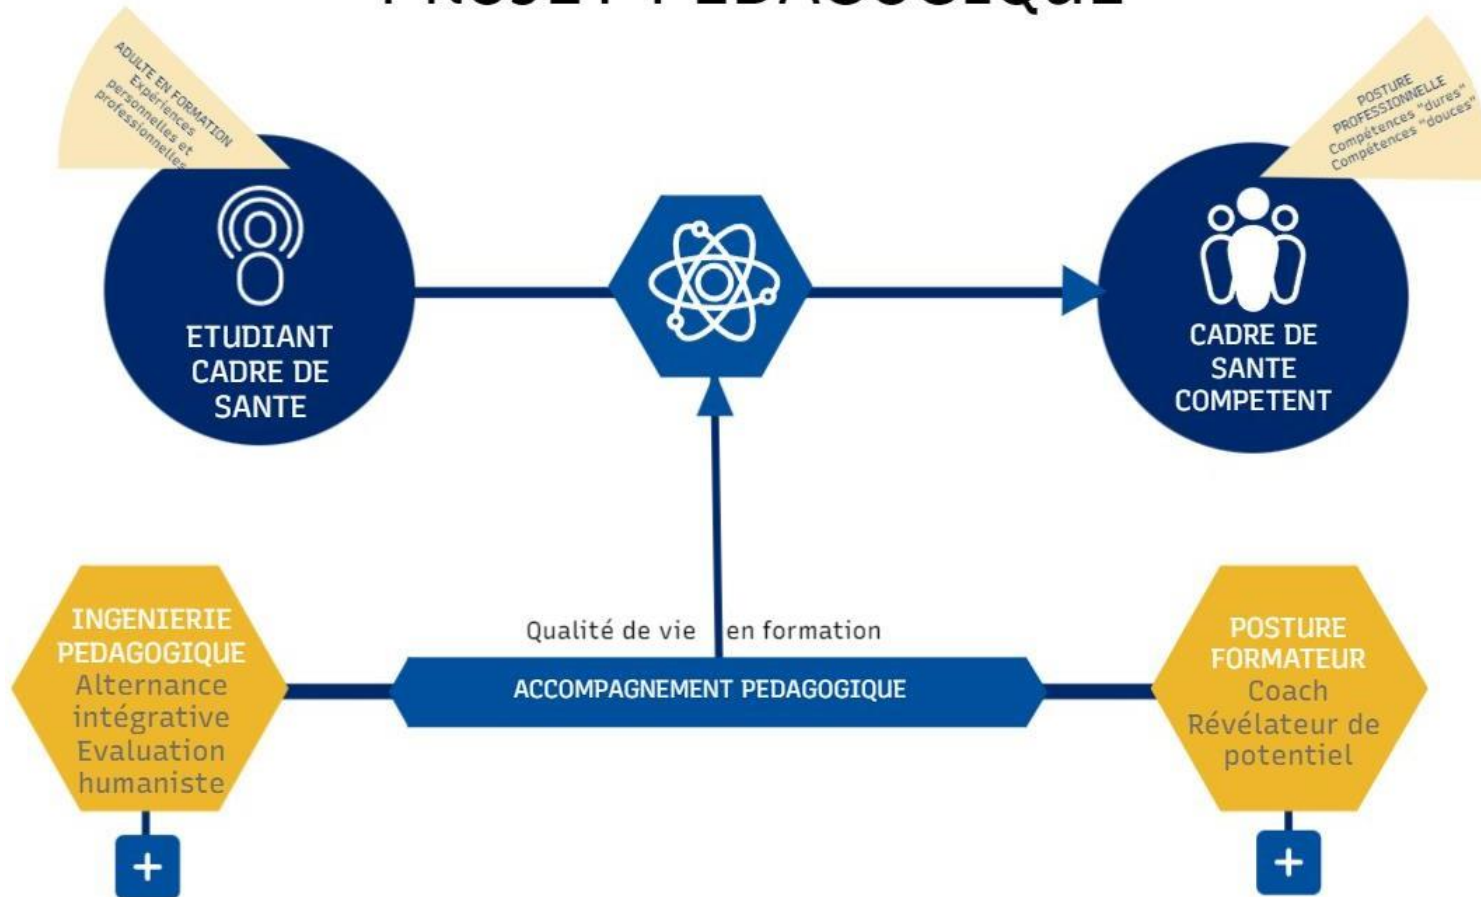 PROJET PEDAGOGIQUE
ADULTE EN FORMATION
Expériences
personnelles et
professionnelles
POSTURE
PROFESSIONNELLE
Compétences "dures"
Compétences "douces"
ETUDIANT
CADRE DE
SANTE
CADRE DE
SANTE
COMPETENT
Qualité de vie en formation
INGENIERIE
PEDAGOGIQUE
Alternance
intégrative
Evaluation
humaniste
ACCOMPAGNEMENT PEDAGOGIQUE
POSTURE
FORMATEUR
Coach
Révélateur de
potentiel
+
+